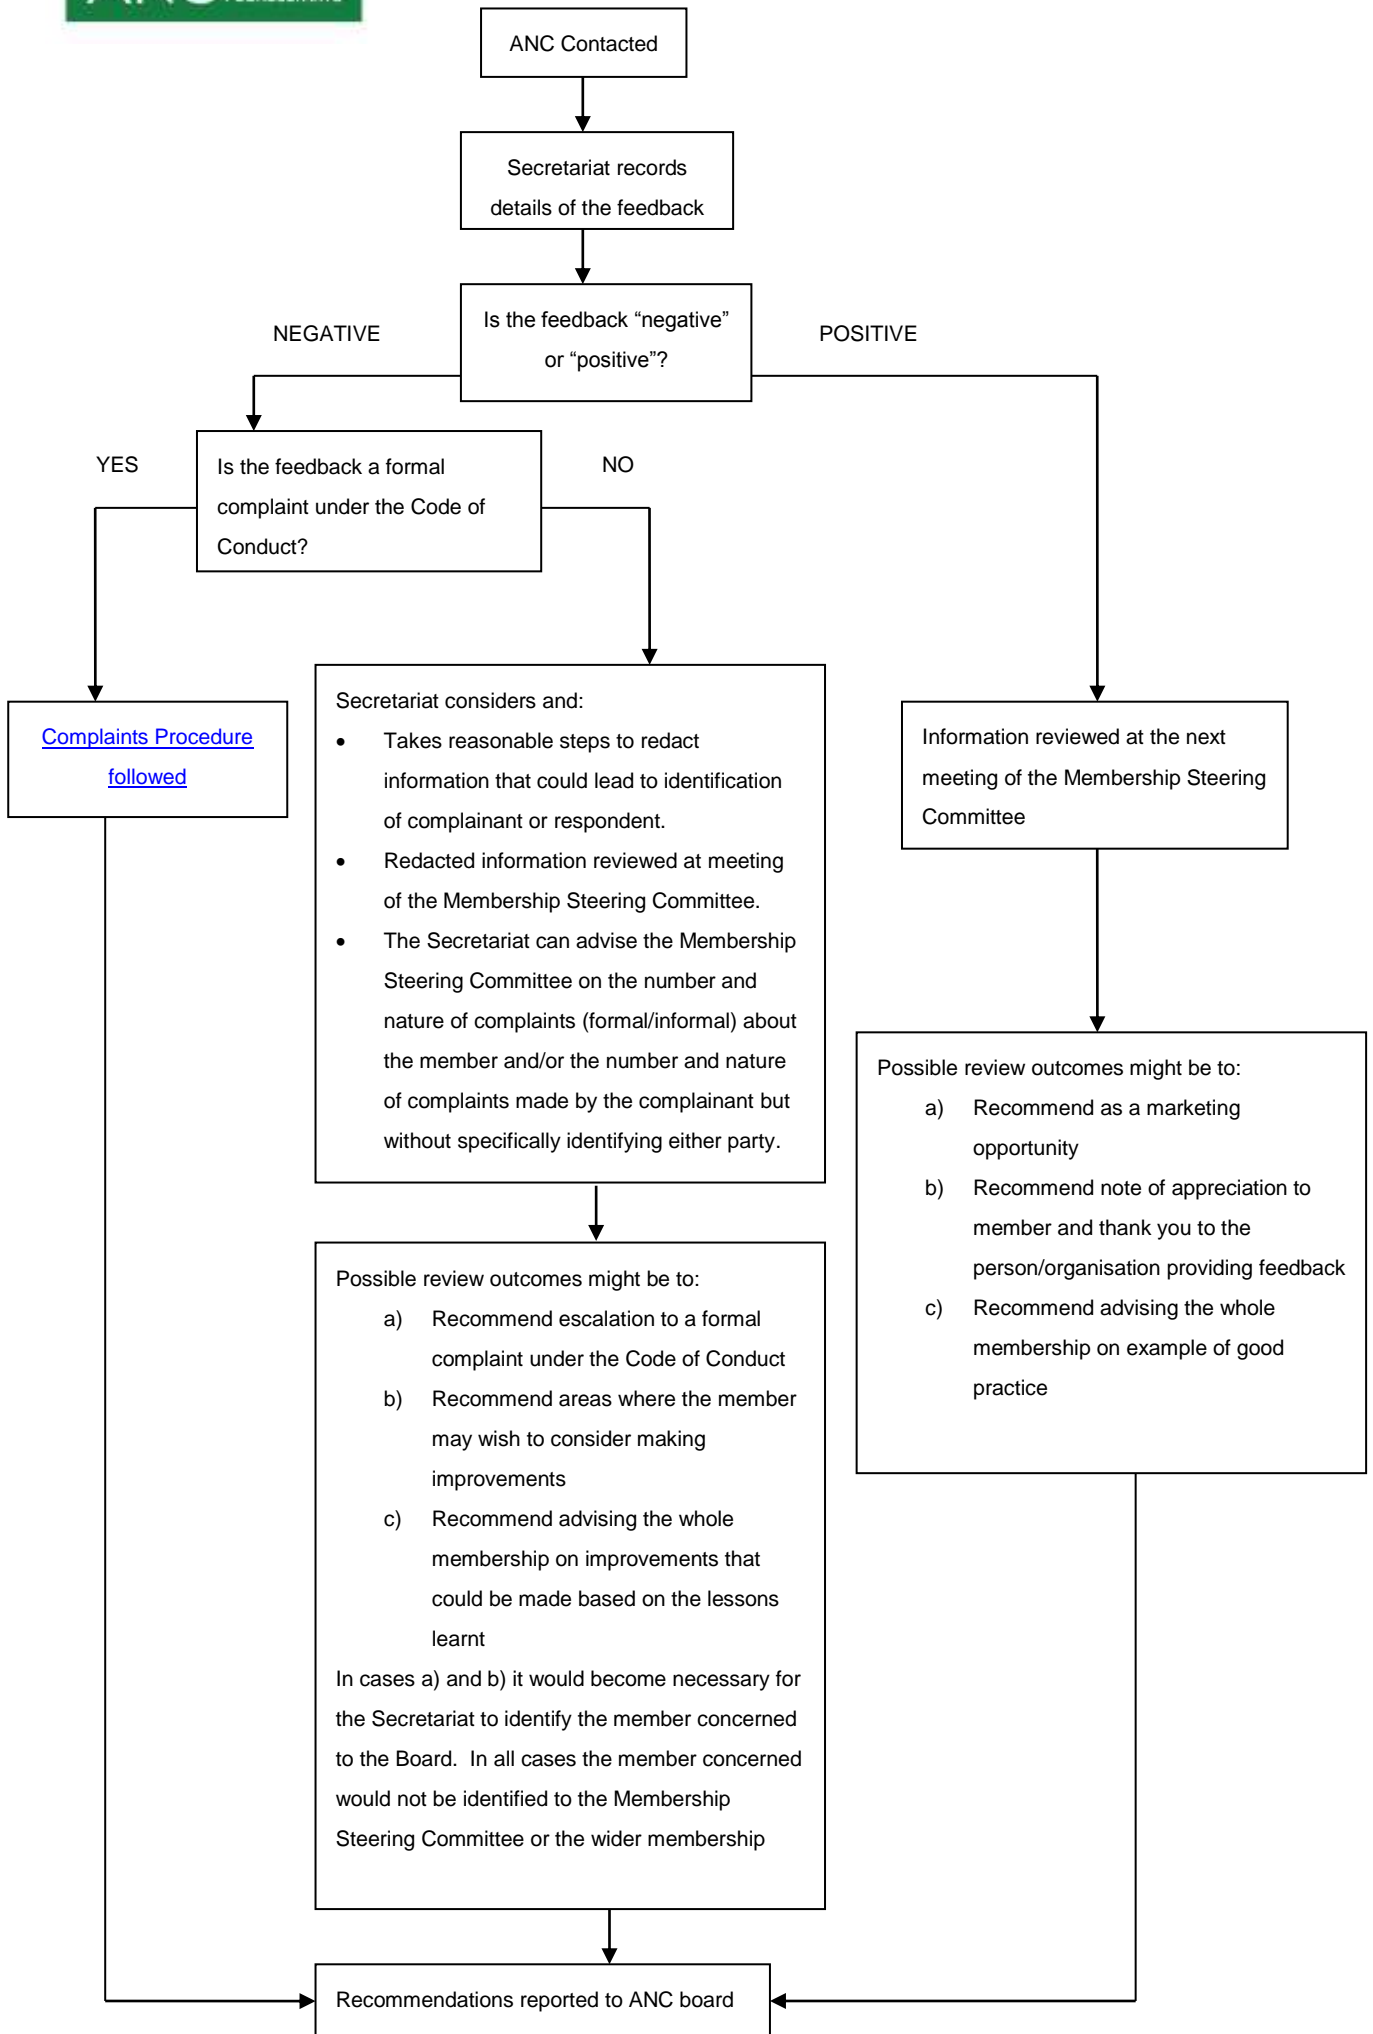 ANC Contacted
Secretariat records
details of the feedback
Is the feedback “negative”
or “positive”?
NEGATIVE
POSITIVE
YES
Is the feedback a formal
complaint under the Code of
Conduct?
NO
Complaints Procedure
followed
Secretariat considers and:
• Takes reasonable steps to redact
information that could lead to identification
of complainant or respondent.
• Redacted information reviewed at meeting
of the Membership Steering Committee.
• The Secretariat can advise the Membership
Steering Committee on the number and
nature of complaints (formal/informal) about
the member and/or the number and nature
of complaints made by the complainant but
without specifically identifying either party.
Information reviewed at the next
meeting of the Membership Steering
Committee
Possible review outcomes might be to:
a) Recommend as a marketing
opportunity
b) Recommend note of appreciation to
member and thank you to the
person/organisation providing feedback
c) Recommend advising the whole
membership on example of good
practice
Possible review outcomes might be to:
a) Recommend escalation to a formal
complaint under the Code of Conduct
b) Recommend areas where the member
may wish to consider making
improvements
c) Recommend advising the whole
membership on improvements that
could be made based on the lessons
learnt
In cases a) and b) it would become necessary for
the Secretariat to identify the member concerned
to the Board.  In all cases the member concerned
would not be identified to the Membership
Steering Committee or the wider membership
Recommendations reported to ANC board